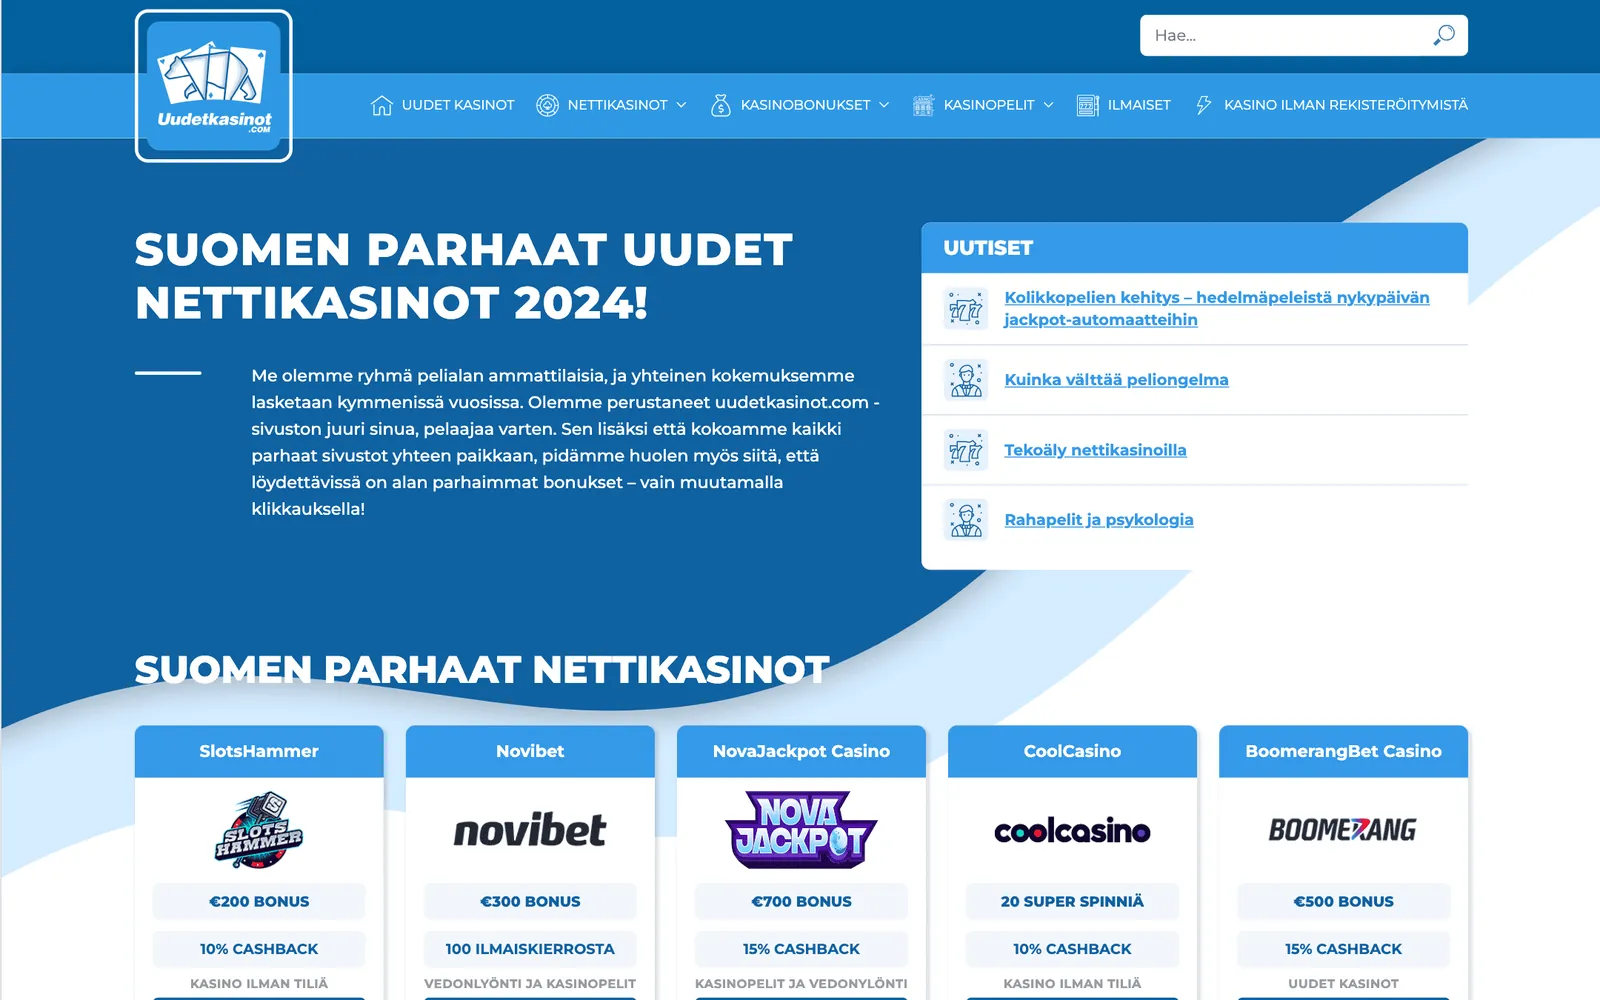 Hae...
Uudetkasinot
.COM
UUDET KASINOT
NETTIKASINOT
KASINOBONUKSET
KASINOPELIT
ILMAISET
KASINO ILMAN REKISTERÖITYMISTÄ
SUOMEN PARHAAT UUDET
NETTIKASINOT 2024!
Me olemme ryhmä pelialan ammattilaisia, ja yhteinen kokemuksemme
lasketaan kymmenissä vuosissa. Olemme perustaneet uudetkasinot.com -
sivuston juuri sinua, pelaajaa varten. Sen lisäksi että kokoamme kaikki
parhaat sivustot yhteen paikkaan, pidämme huolen myös siitä, että
löydettävissä on alan parhaimmat bonukset – vain muutamalla
klikkauksella!
UUTISET
Kolikkopelien kehitys – hedelmäpeleistä nykypäivän
jackpot-automaatteihin
Kuinka välttää peliongelma
Tekoäly nettikasinoilla
Rahapelit ja psykologia
SUOMEN PARHAAT NETTIKASINOT
SlotsHammer
SLOTS
HAMMER
€200 BONUS
10% CASHBACK
KASINO ILMAN TILIÄ
Novibet
novibet
€300 BONUS
100 ILMAISKIERROSTA
VEDONLYÖNTI JA KASINOPELIT
NovaJackpot Casino
NOVA
JACKPOT
€700 BONUS
15% CASHBACK
KASINOPELIT JA VEDONYLÖNTI
CoolCasino
coolcasino
20 SUPER SPINNIÄ
10% CASHBACK
KASINO ILMAN TILIÄ
BoomerangBet Casino
BOOMERANG
€500 BONUS
15% CASHBACK
UUDET KASINOT